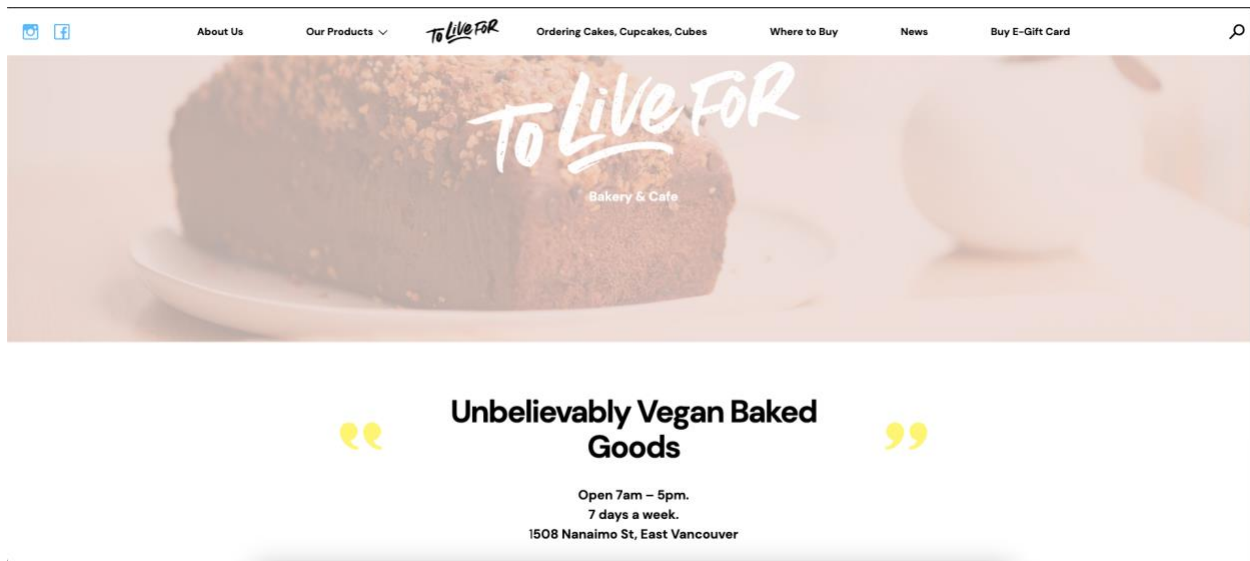 About Us
Our Products
To Live For
Ordering Cakes, Cupcakes, Cubes
Where to Buy
News
Buy E-Gift Card
To Live For
Bakery & Cafe
“ Unbelievably Vegan Baked ”
Goods
Open 7am – 5pm.
7 days a week.
1508 Nanaimo St, East Vancouver